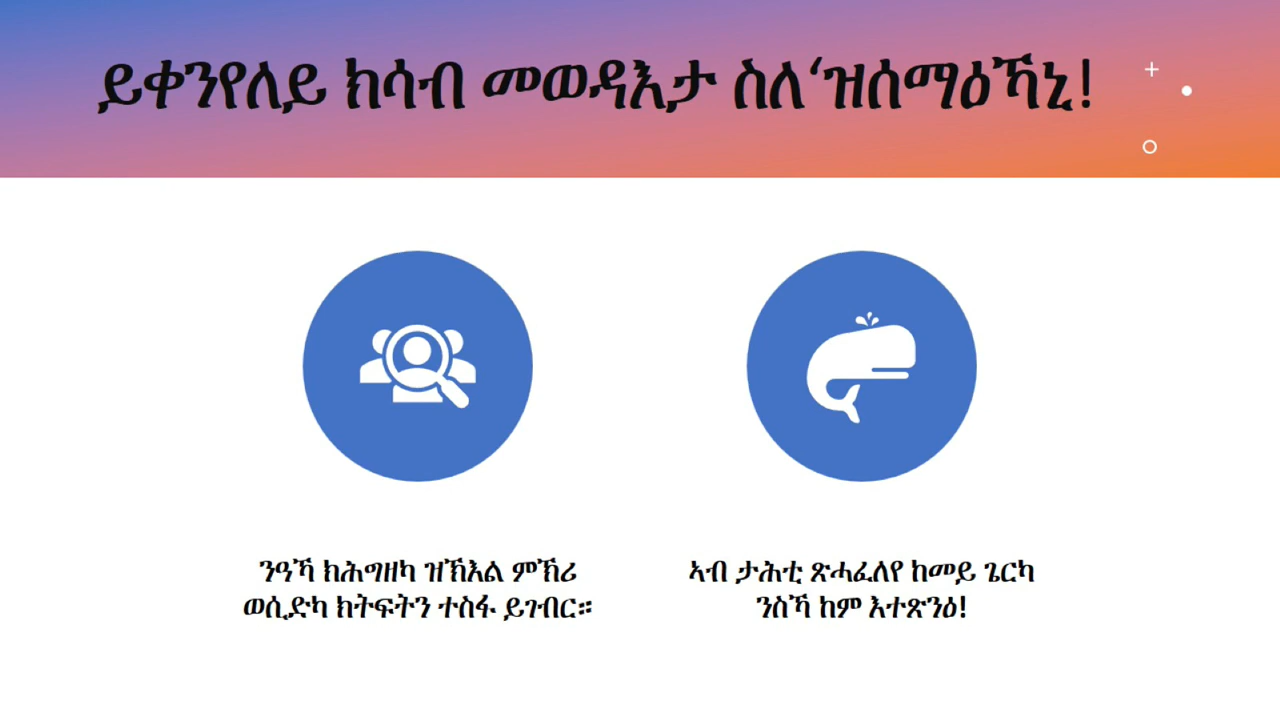 ይቀንየለይ ክሳብ መወዳእታ ስለ‘ዝሰማዕኻኒ!
ንዓኻ ክሕግዘካ ዝኽእል ምኽሪ
ወሲድካ ክትፍትን ተስፋ ይገብር።
ኣብ ታሕቲ ጽሓፈለየ ከመይ ጌርካ
ንስኻ ከም እተጽንዕ!